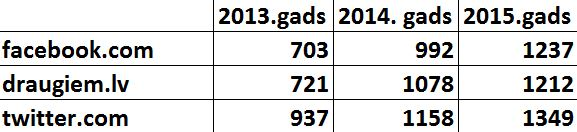 2013.gads 2014. gads 2015.gads
facebook.com 703 992 1237
draugiem.lv 721 1078 1212
twitter.com 937 1158 1349